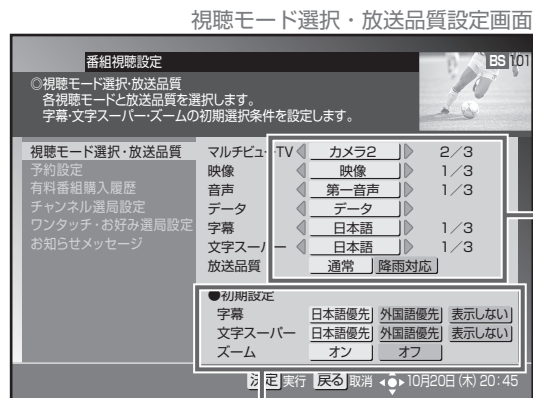 視聴モード選択・放送品質設定画面
番組視聴設定
BS 101
◎視聴モード選択・放送品質
各視聴モードと放送品質を選択します。
字幕・文字スーパー・ズームの初期選択条件を設定します。
視聴モード選択・放送品質
予約設定
有料番組購入履歴
チャンネル選局設定
ワンタッチ・お好み選局設定
お知らせメッセージ
マルチビューTV カメラ2 2/3
映像 映像 1/3
音声 第一音声 1/3
データ データ
字幕 日本語 1/3
文字スーパー 日本語 1/3
放送品質 通常 降雨対応
●初期設定
字幕 日本語優先 外国語優先 表示しない
文字スーパー 日本語優先 外国語優先 表示しない
ズーム オン オフ
決定 実行 戻る 取消 10月20日(木) 20:45